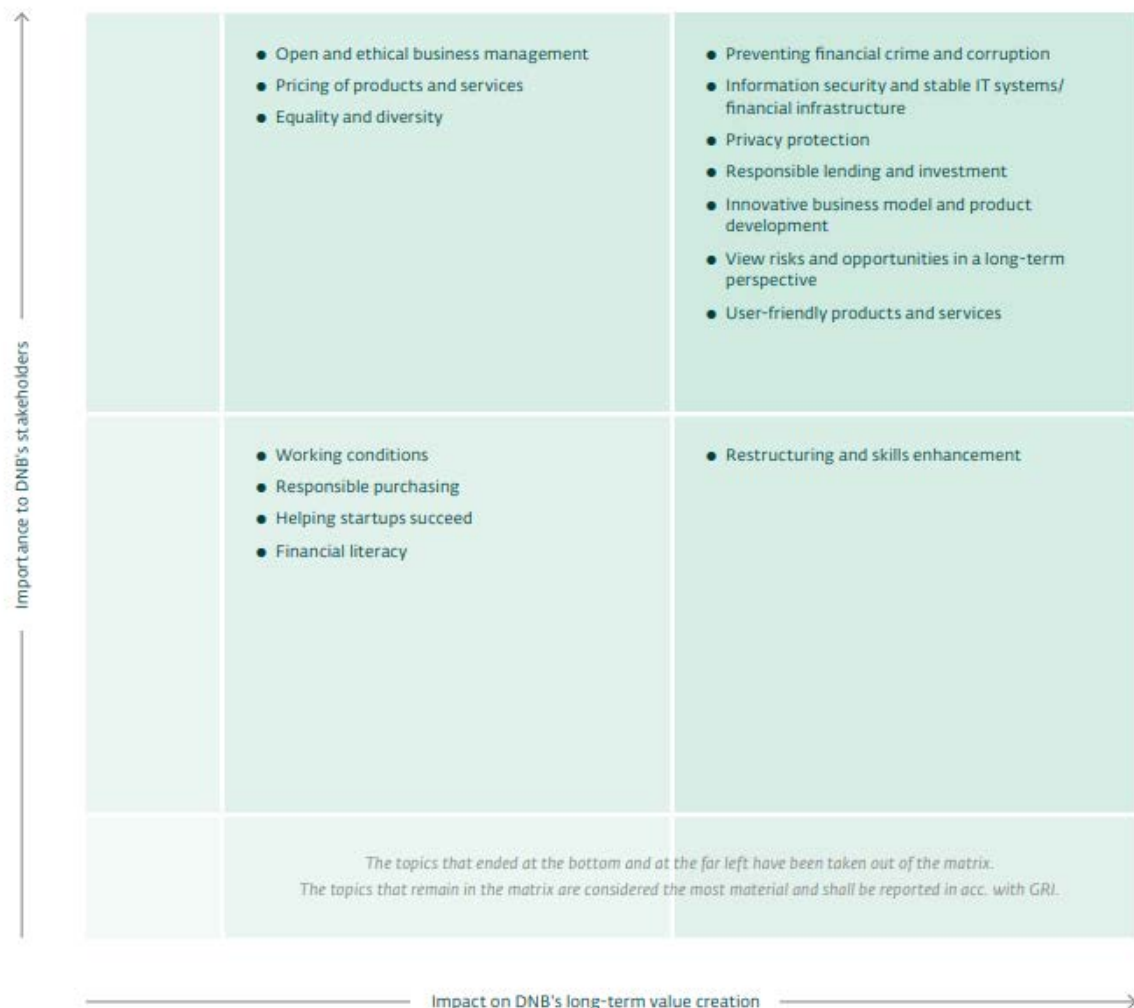 Importance to DNB's stakeholders
● Open and ethical business management
● Pricing of products and services
● Equality and diversity
● Preventing financial crime and corruption
● Information security and stable IT systems/
financial infrastructure
● Privacy protection
● Responsible lending and investment
● Innovative business model and product
development
● View risks and opportunities in a long-term
perspective
● User-friendly products and services
● Working conditions
● Responsible purchasing
● Helping startups succeed
● Financial literacy
● Restructuring and skills enhancement
The topics that ended at the bottom and at the far left have been taken out of the matrix.
The topics that remain in the matrix are considered the most material and shall be reported in acc. with GRI.
Impact on DNB's long-term value creation